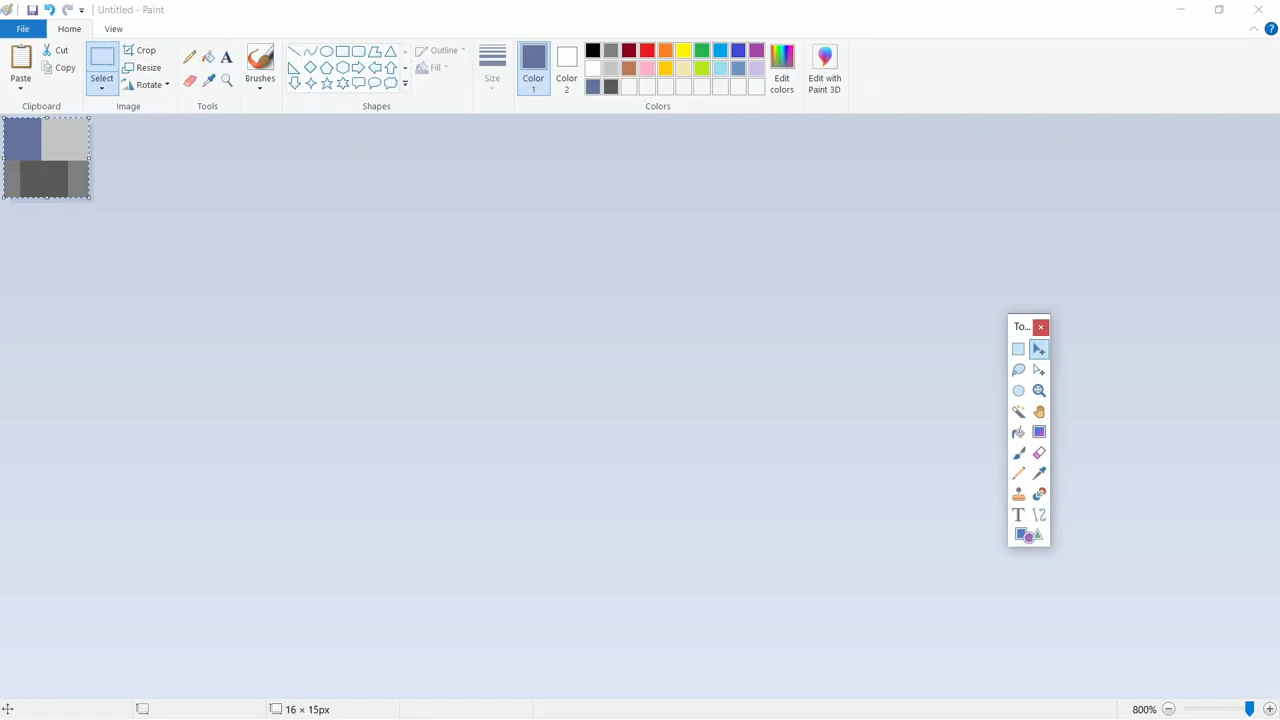 Untitled - Paint
File
Home
View
Paste
Cut
Copy
Clipboard
Select
Crop
Resize
Rotate
Image
A
Tools
Brushes
Shapes
Outline
Fill
Size
Color 1
Color 2
Edit colors
Colors
Edit with Paint 3D
To...
T
16 × 15px
800%